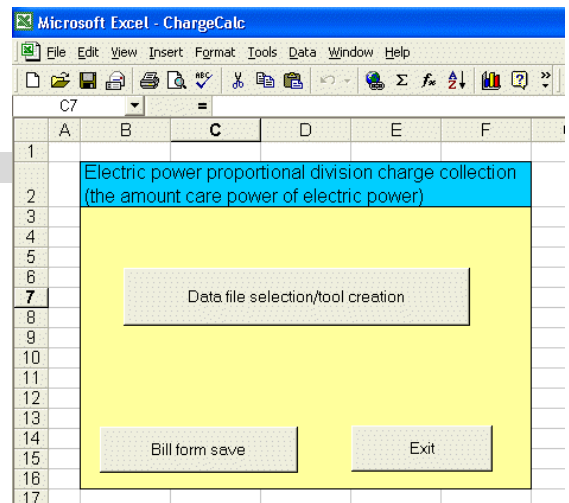 Microsoft Excel - ChargeCalc
File Edit View Insert Format Tools Data Window Help
ABC Σ fx
C7 =
A B C D E F
1
Electric power proportional division charge collection
2 (the amount care power of electric power)
3
4
5
6
7 Data file selection/tool creation
8
9
10
11
12
13
14
Bill form save Exit
15
16
17